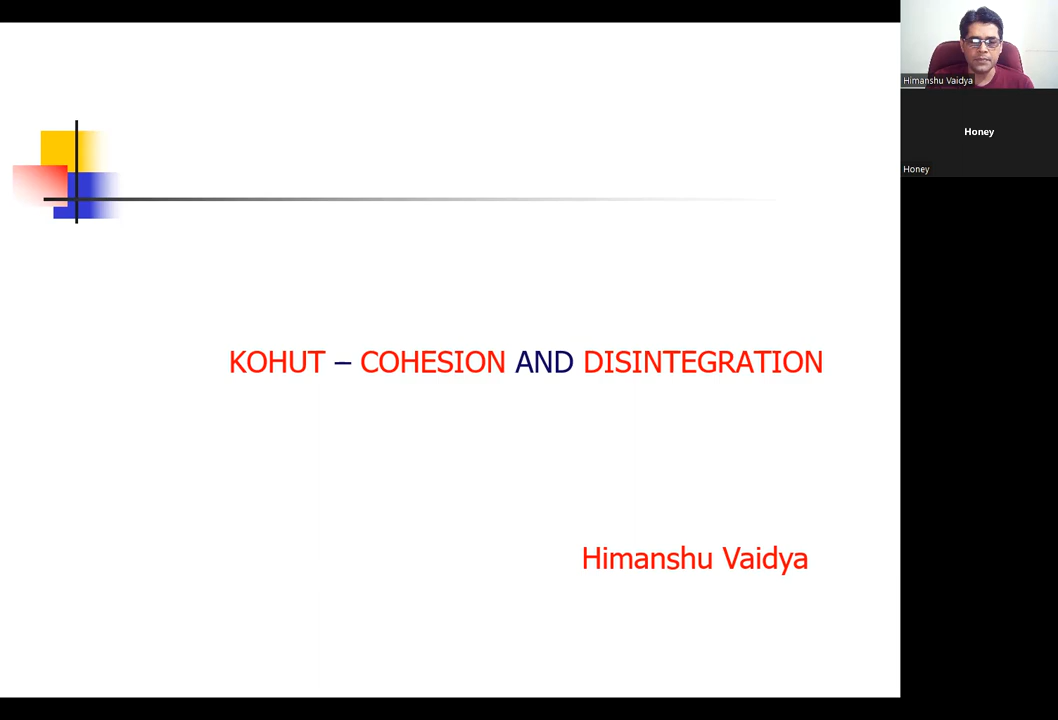 KOHUT – COHESION AND DISINTEGRATION
Himanshu Vaidya
Himanshu Vaidya
Honey
Honey